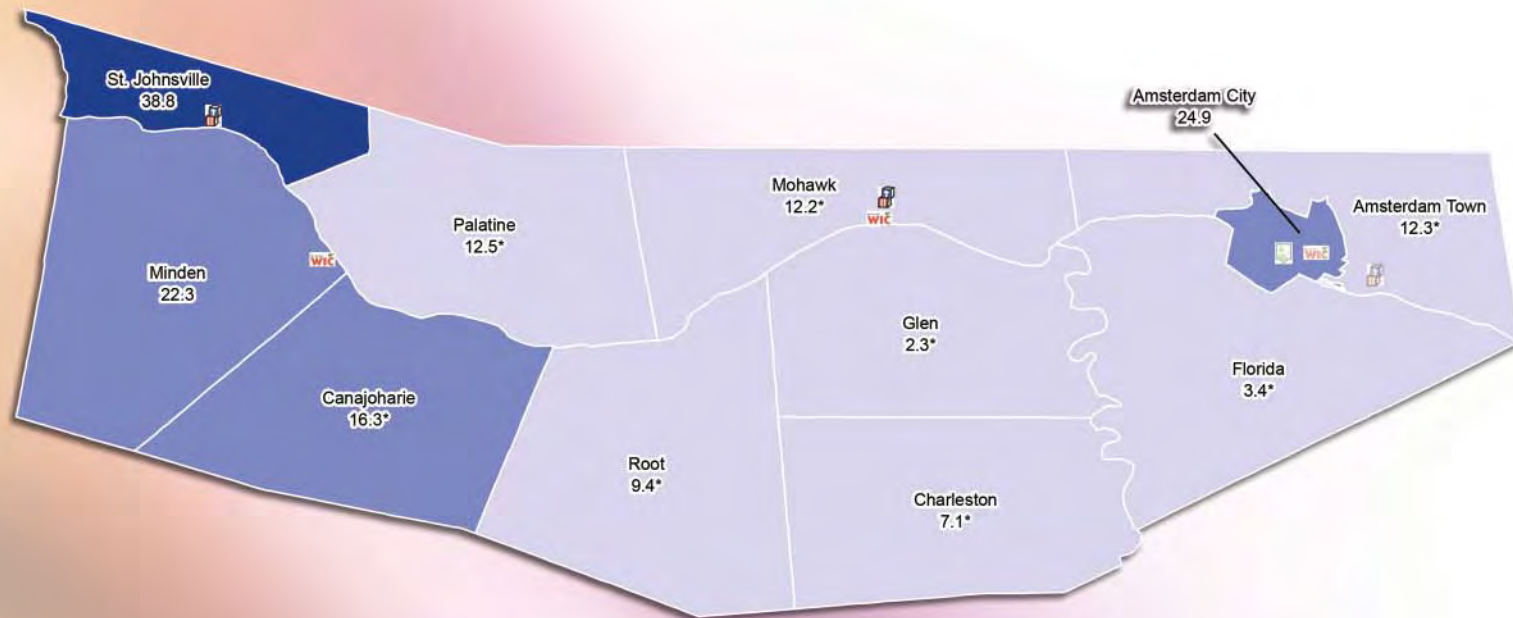 St. Johnsville
38.8
Amsterdam City
24.9
Mohawk
12.2*
WIC
Amsterdam Town
12.3*
Palatine
12.5*
WIC
Minden
22.3
WIC
Glen
2.3*
Florida
3.4*
Canajoharie
16.3*
Root
9.4*
Charleston
7.1*